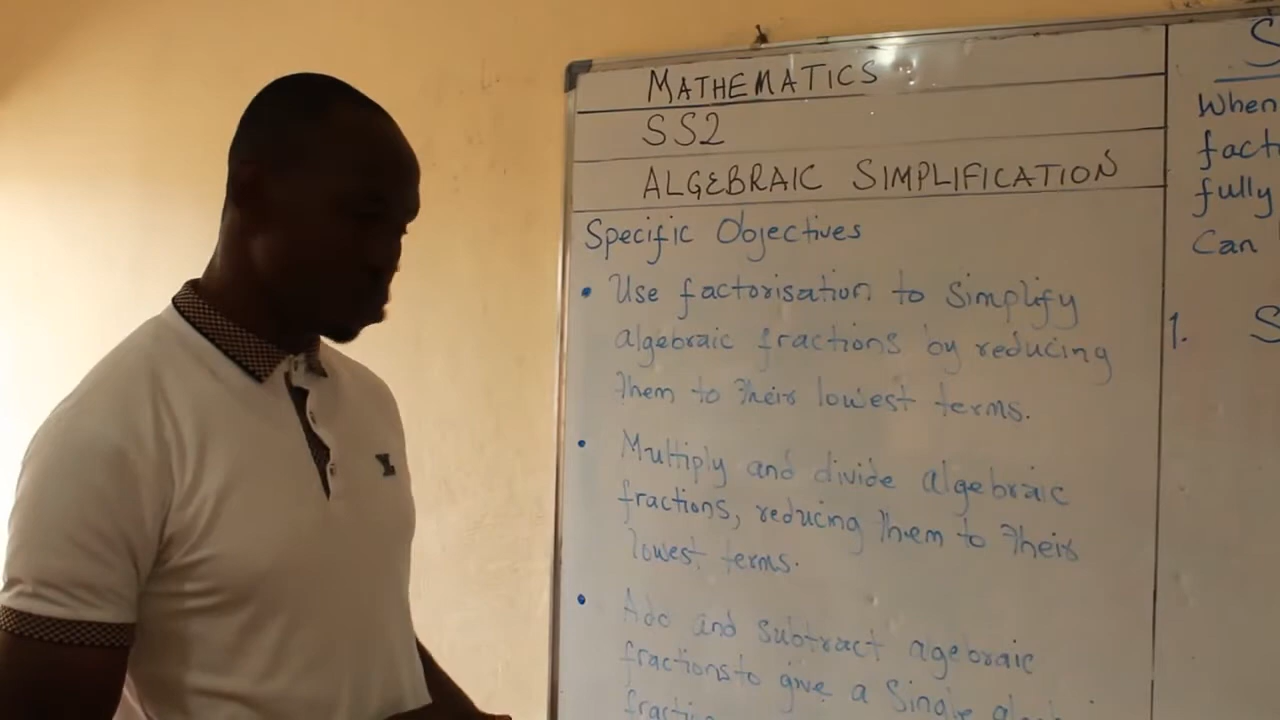 MATHEMATICS
SS2
ALGEBRAIC SIMPLIFICATION
Specific Objectives
• Use factorisation to Simplify
algebraic fractions by reducing
them to their lowest terms.
• Multiply and divide algebraic
fractions, reducing them to their
lowest terms.
• Add and Subtract algebraic
fractions to give a Single
When
fully
Can
1. S